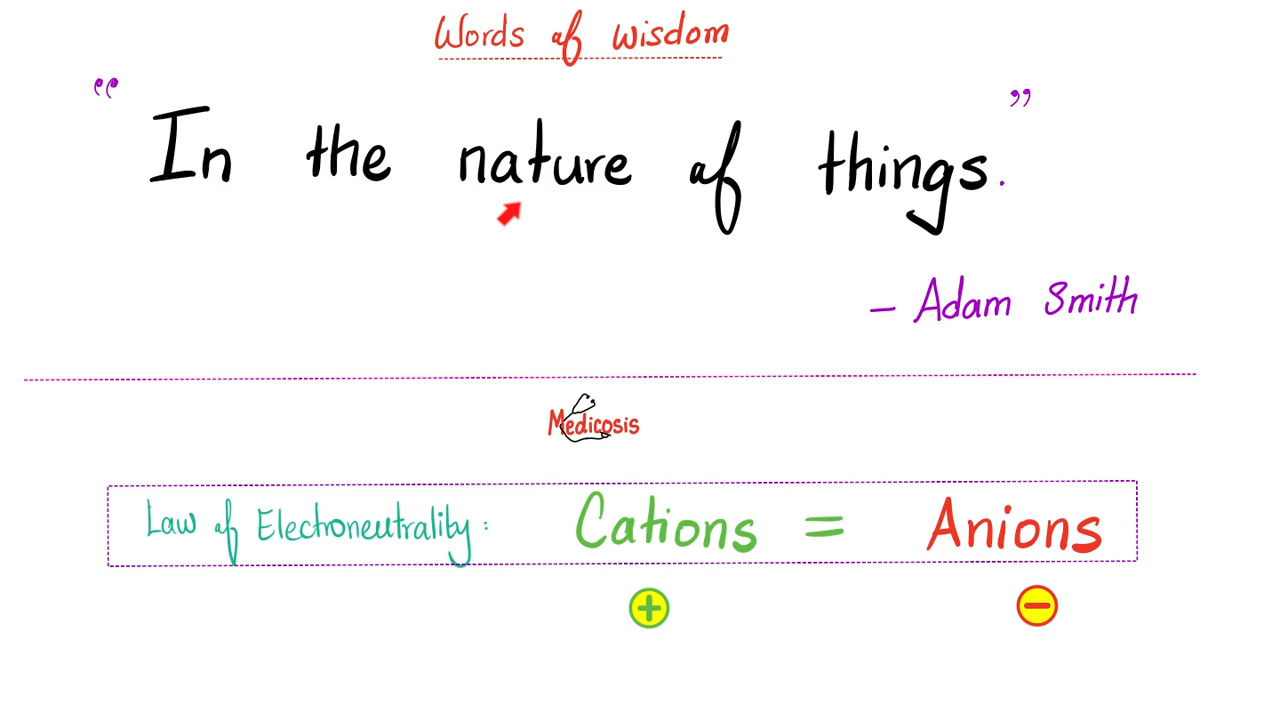 Words of wisdom
“ In the nature of things. ”
– Adam Smith
Medicosis
Law of Electroneutrality: Cations = Anions
+ −